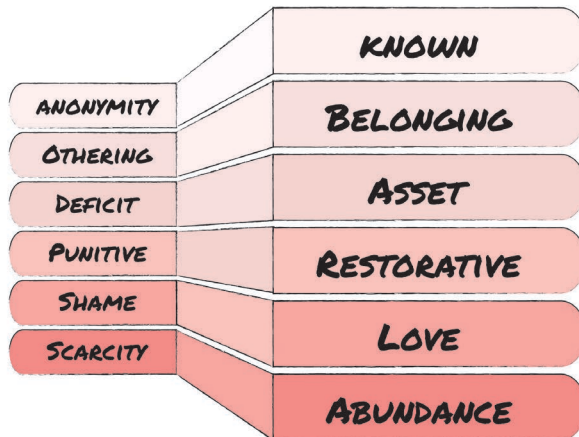 ANONYMITY
OTHERING
DEFICIT
PUNITIVE
SHAME
SCARCITY
KNOWN
BELONGING
ASSET
RESTORATIVE
LOVE
ABUNDANCE